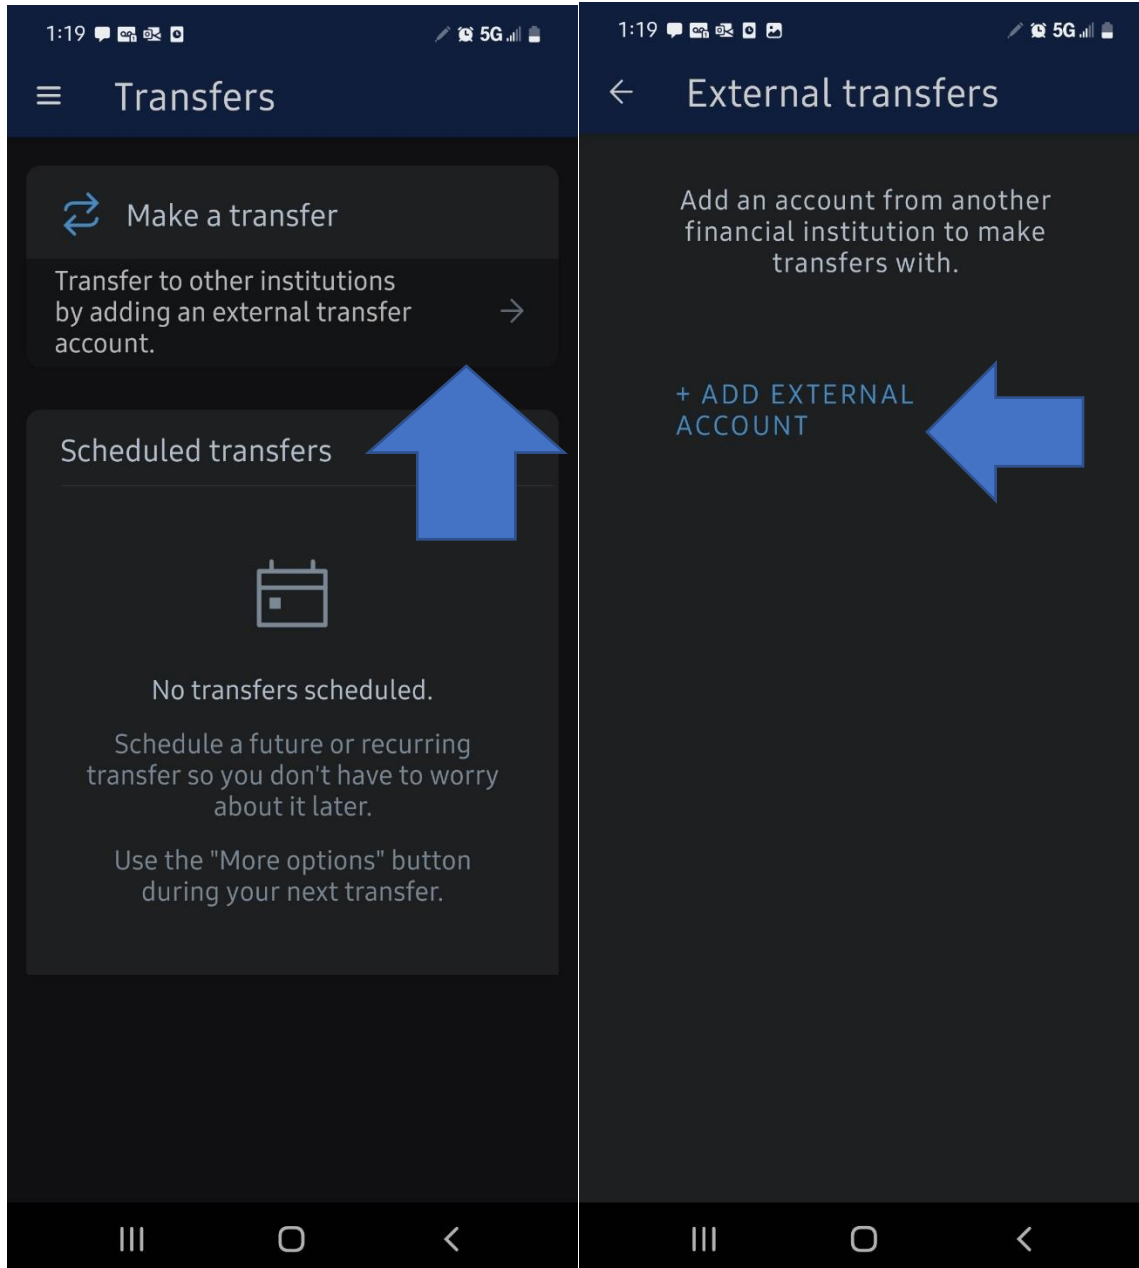 1:19
5G
Transfers
Make a transfer
Transfer to other institutions
by adding an external transfer
account.
Scheduled transfers
No transfers scheduled.
Schedule a future or recurring
transfer so you don't have to worry
about it later.
Use the "More options" button
during your next transfer.
1:19
5G
External transfers
Add an account from another
financial institution to make
transfers with.
+ ADD EXTERNAL
ACCOUNT